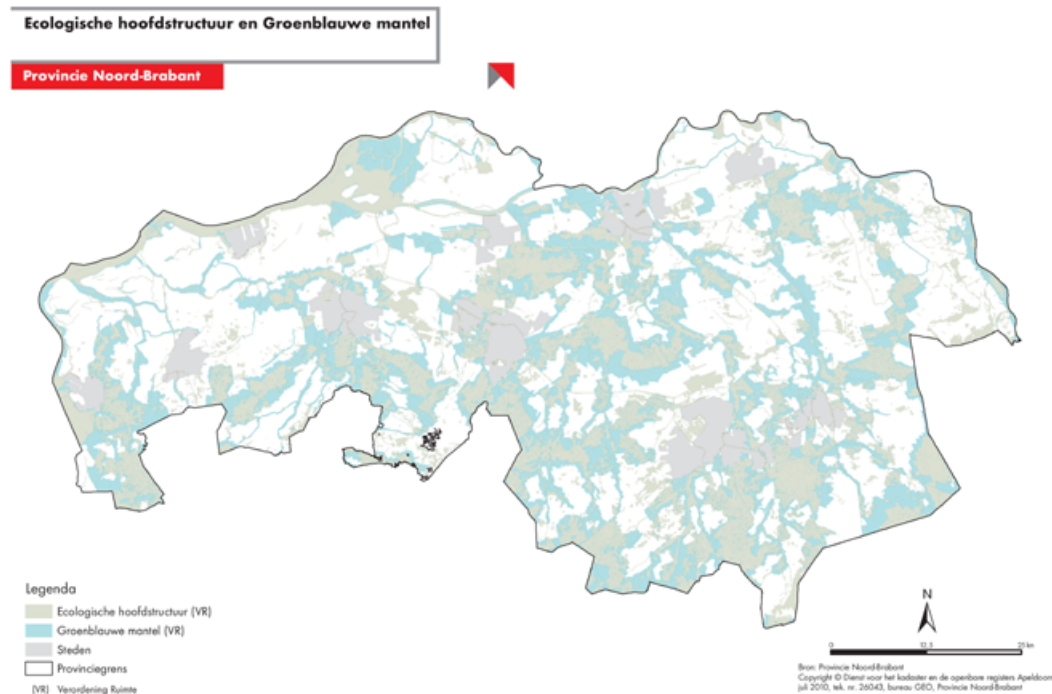 Ecologische hoofdstructuur en Groenblauwe mantel
Provincie Noord-Brabant
Legenda
Ecologische hoofdstructuur (VR)
Groenblauwe mantel (VR)
Steden
Provinciegrens
(VR) Verordening Ruimte
N
0 12,5 25 km
Bron: Provincie Noord-Brabant
Copyright © Dienst voor het kadaster en de openbare registers Apeldoorn
juli 2010, tek. nr. 26043, bureau GEO, Provincie Noord-Brabant